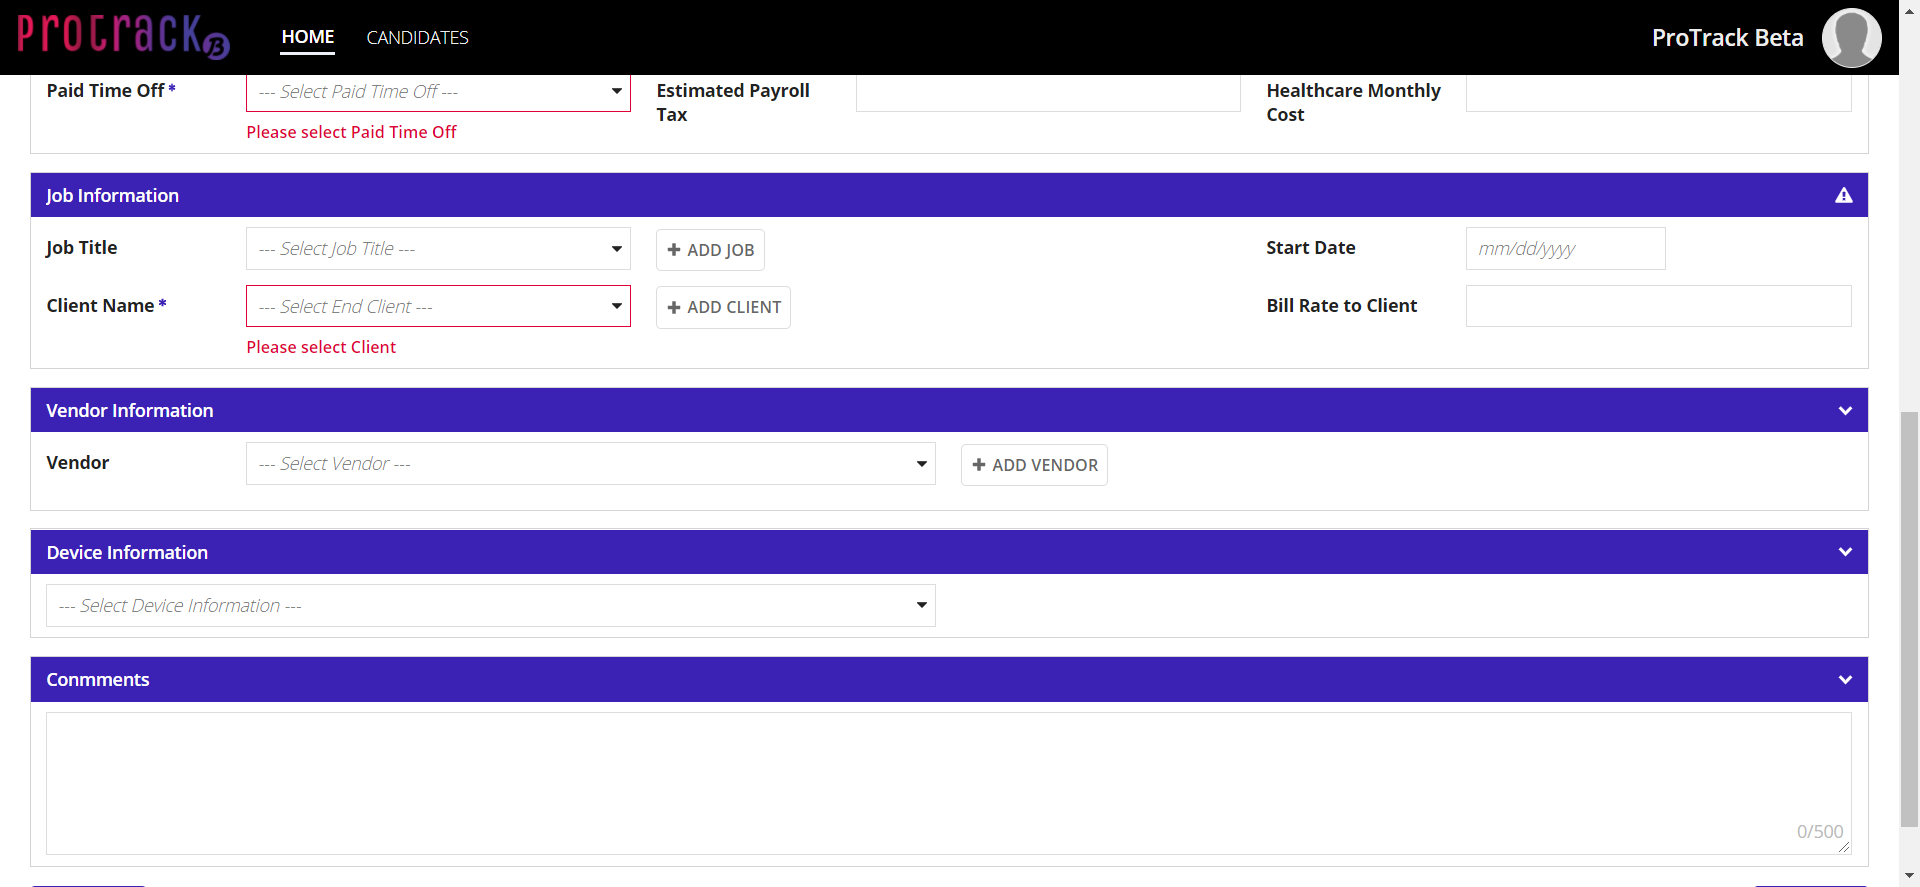 protrack B
HOME
CANDIDATES
ProTrack Beta
Paid Time Off *
--- Select Paid Time Off ---
Please select Paid Time Off
Estimated Payroll
Tax
Healthcare Monthly
Cost
Job Information
Job Title
--- Select Job Title ---
+ ADD JOB
Start Date
mm/dd/yyyy
Client Name *
--- Select End Client ---
+ ADD CLIENT
Bill Rate to Client
Please select Client
Vendor Information
Vendor
--- Select Vendor ---
+ ADD VENDOR
Device Information
--- Select Device Information ---
Conmments
0/500